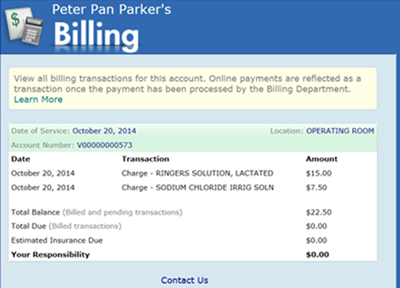 Peter Pan Parker's
Billing
View all billing transactions for this account. Online payments are reflected as a
transaction once the payment has been processed by the Billing Department.
Learn More
Date of Service: October 20, 2014 Location: OPERATING ROOM
Account Number: V00000000573
Date Transaction Amount
October 20, 2014 Charge - RINGERS SOLUTION, LACTATED $15.00
October 20, 2014 Charge - SODIUM CHLORIDE IRRIG SOLN $7.50
Total Balance (Billed and pending transactions) $22.50
Total Due (Billed transactions) $0.00
Estimated Insurance Due $0.00
Your Responsibility $0.00
Contact Us